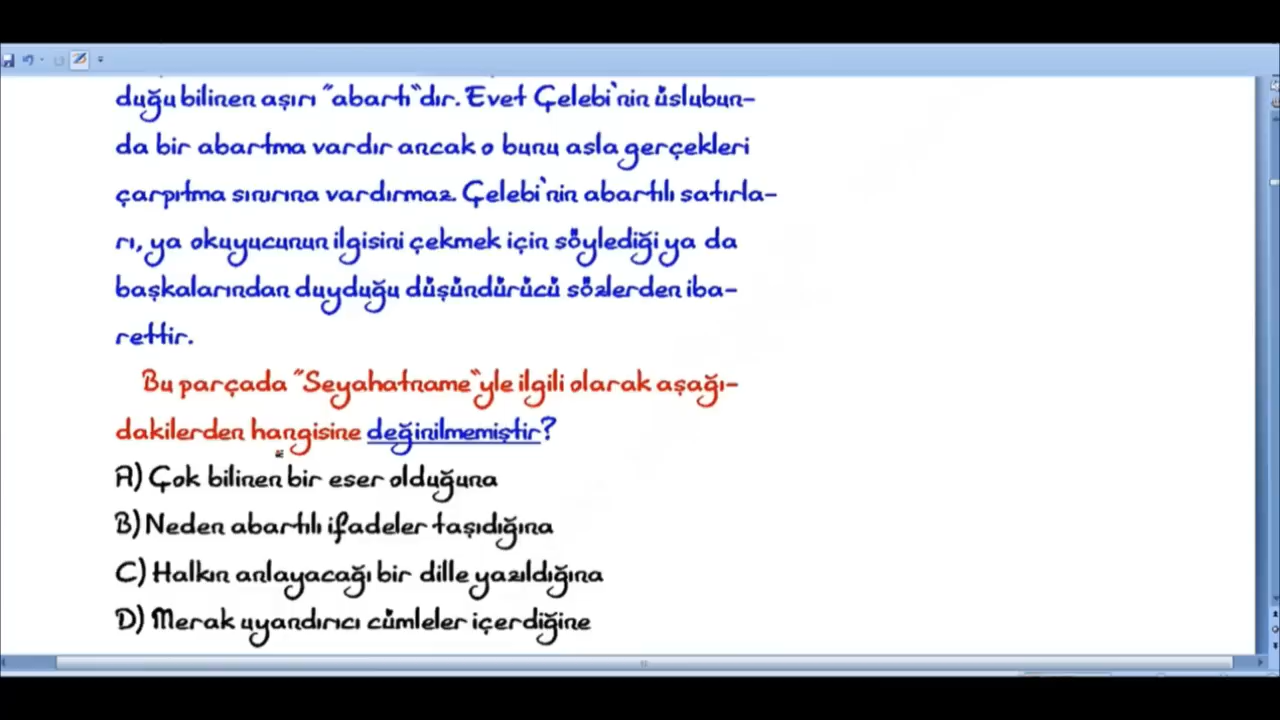 duğu bilinen aşırı "abartı"dır. Evet Çelebi'nin üslubun-
da bir abartma vardır ancak o bunu asla gerçekleri
çarpıtma sınırına vardırmaz. Çelebi'nin abartılı satırla-
rı, ya okuyucunun ilgisini çekmek için söylediği ya da
başkalarından duyduğu düşündürücü sözlerden iba-
rettir.
Bu parçada "Seyahatname"yle ilgili olarak aşağı-
dakilerden hangisine değinilmemiştir?
A) Çok bilinen bir eser olduğuna
B) Neden abartılı ifadeler taşıdığına
C) Halkın anlayacağı bir dille yazıldığına
D) Merak uyandırıcı cümleler içerdiğine